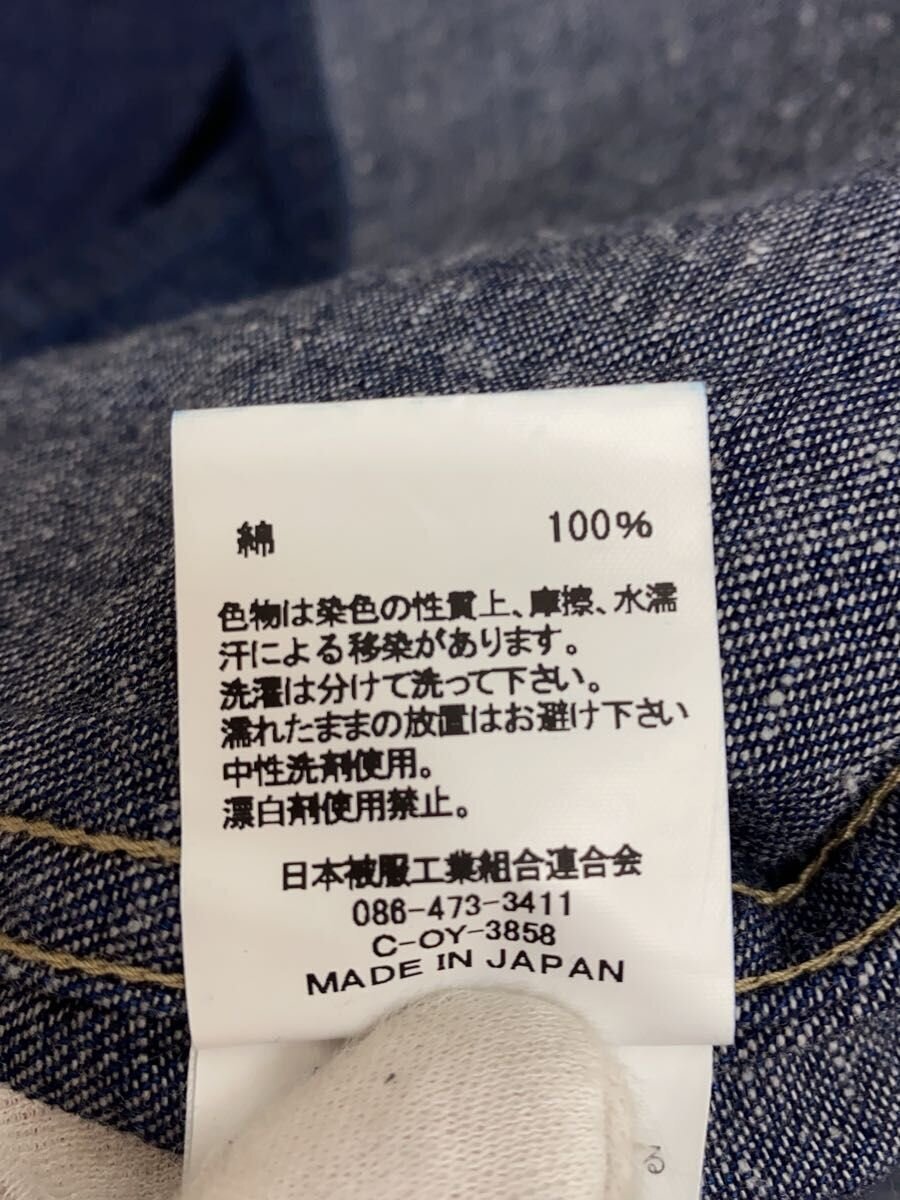 綿 100%
色物は染色の性質上、摩擦、水濡
汗による移染があります。
洗濯は分けて洗って下さい。
濡れたままの放置はお避け下さい
中性洗剤使用。
漂白剤使用禁止。
日本被服工業組合連合会
086-473-3411
C-OY-3858
MADE IN JAPAN